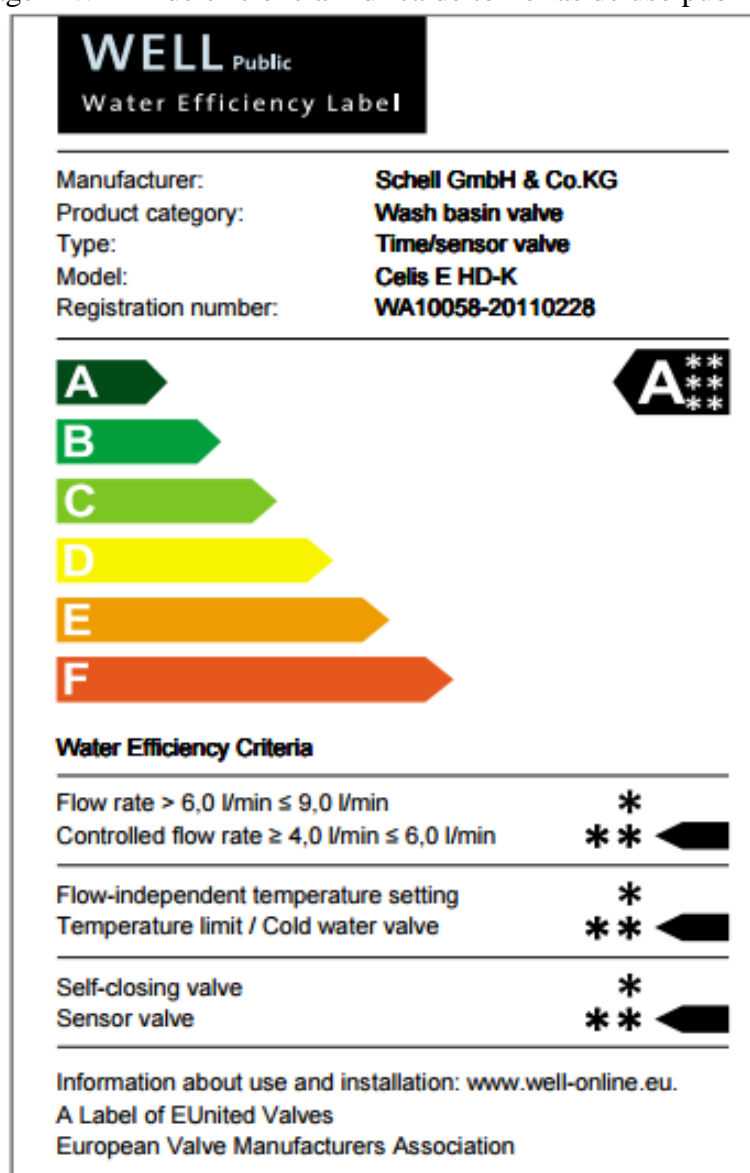 WELL Public
Water Efficiency Label
Manufacturer: Schell GmbH & Co.KG
Product category: Wash basin valve
Type: Time/sensor valve
Model: Celis E HD-K
Registration number: WA10058-20110228
A A******
B
C
D
E
F
Water Efficiency Criteria
Flow rate > 6,0 l/min ≤ 9,0 l/min *
Controlled flow rate ≥ 4,0 l/min ≤ 6,0 l/min **
Flow-independent temperature setting *
Temperature limit / Cold water valve **
Self-closing valve *
Sensor valve **
Information about use and installation: www.well-online.eu.
A Label of EUnited Valves
European Valve Manufacturers Association